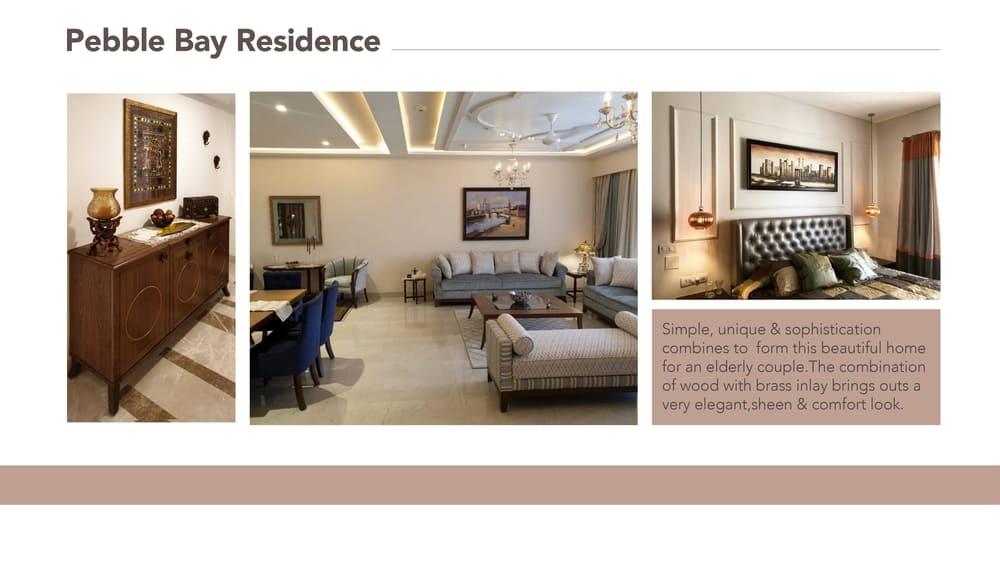 Pebble Bay Residence
Simple, unique & sophistication
combines to  form this beautiful home
for an elderly couple.The combination
of wood with brass inlay brings outs a
very elegant,sheen & comfort look.